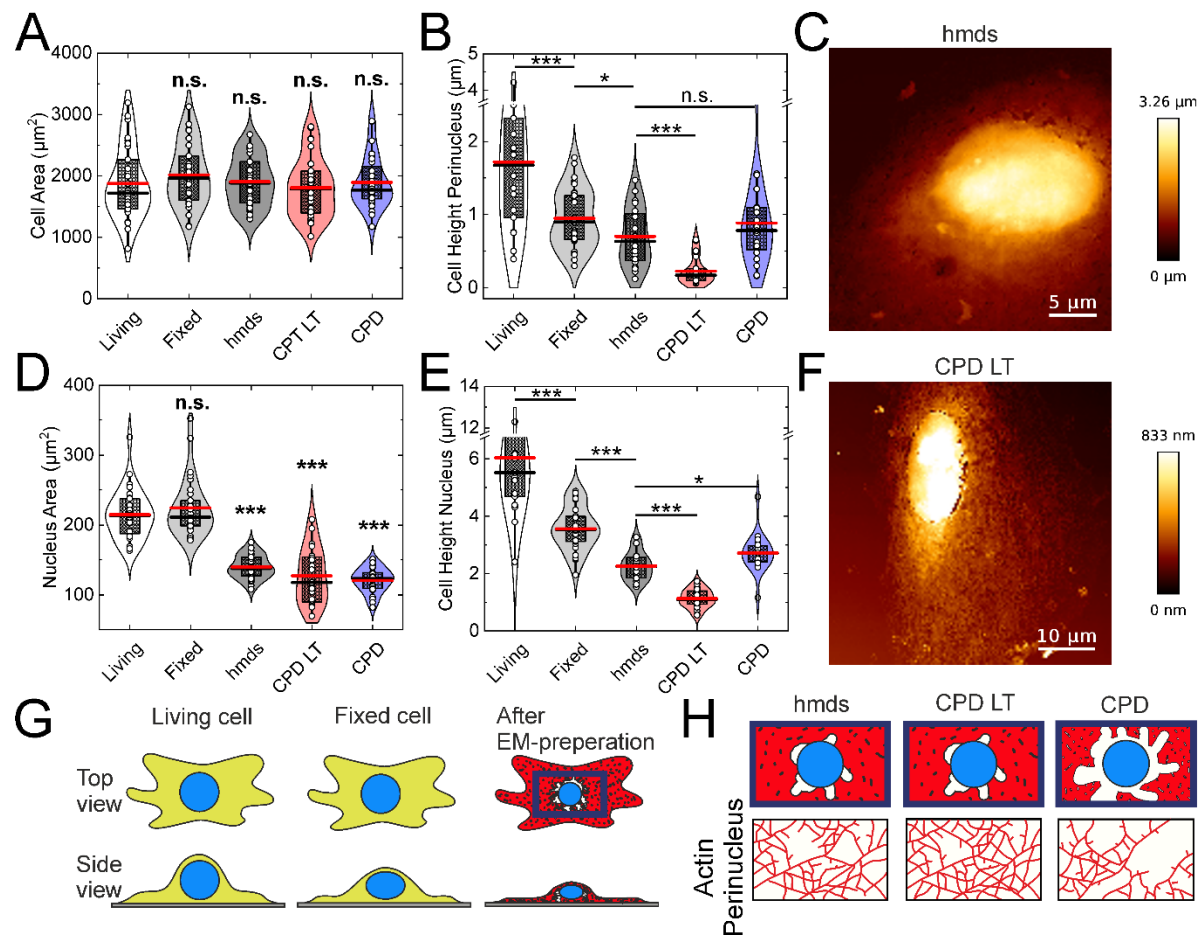 A
Cell Area (µm²)
4000
3000
2000
1000
0
n.s.
n.s.
n.s.
n.s.
Living
Fixed
hmds
CPT LT
CPD
B
Cell Height Perinucleus (µm)
5
4
2
1
0
***
*
n.s.
***
Living
Fixed
hmds
CPD LT
CPD
C
hmds
3.26 µm
0 µm
5 µm
D
Nucleus Area (µm²)
400
300
200
100
n.s.
***
***
***
Living
Fixed
hmds
CPD LT
CPD
E
Cell Height Nucleus (µm)
14
12
6
4
2
0
***
***
*
***
Living
Fixed
hmds
CPD LT
CPD
F
CPD LT
833 nm
0 nm
10 µm
G
Living cell
Fixed cell
After
EM-preperation
Top
view
Side
view
H
hmds
CPD LT
CPD
Actin
Perinucleus